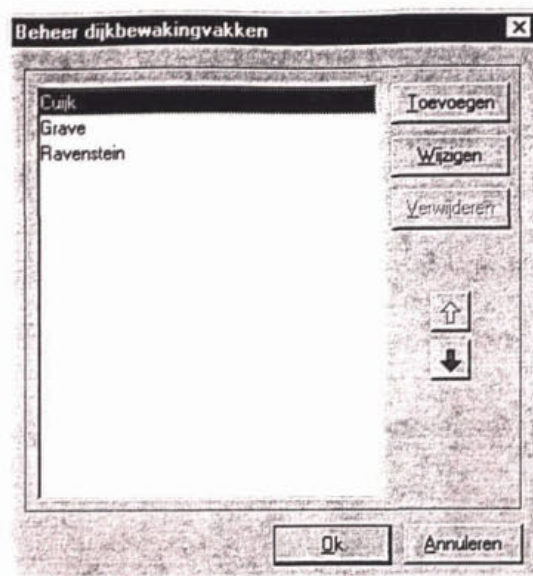 Beheer dijkbewakingvakken
Cuijk
Grave
Ravenstein
Toevoegen
Wijzigen
Verwijderen
Ok
Annuleren